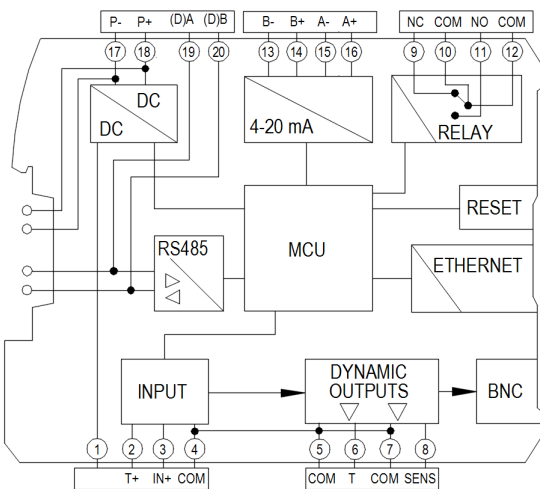 P- P+ (D)A (D)B
B- B+ A- A+
NC COM NO COM
17 18 19 20
13 14 15 16
9 10 11 12
DC
DC
4-20 mA
RELAY
MCU
RESET
RS485
ETHERNET
INPUT
DYNAMIC
OUTPUTS
BNC
1 2 3 4
5 6 7 8
T+ IN+ COM
COM T COM SENS